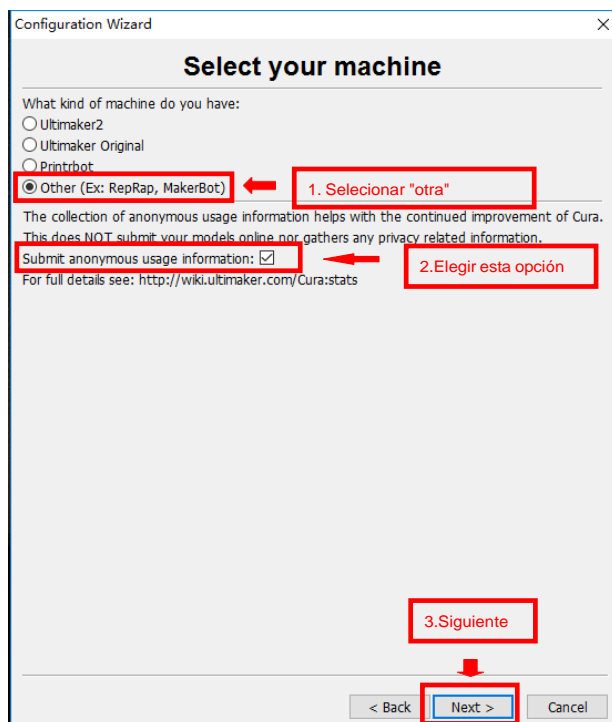 Configuration Wizard
Select your machine
What kind of machine do you have:
Ultimaker2
Ultimaker Original
Printrbot
Other (Ex: RepRap, MakerBot)
1. Selecionar "otra"
The collection of anonymous usage information helps with the continued improvement of Cura.
This does NOT submit your models online nor gathers any privacy related information.
Submit anonymous usage information:
2.Elegir esta opción
For full details see: http://wiki.ultimaker.com/Cura:stats
3.Siguiente
< Back
Next >
Cancel